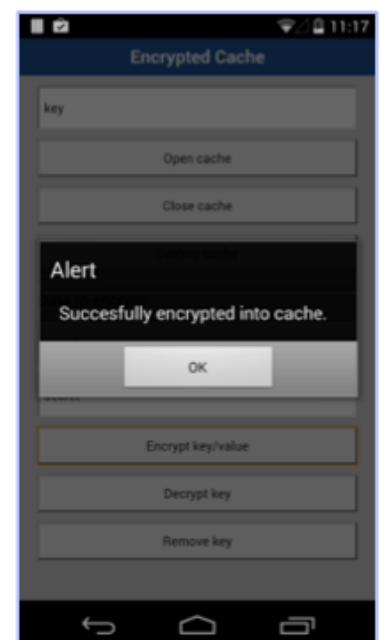 11:17
Encrypted Cache
key
Open cache
Close cache
Alert
Succesfully encrypted into cache.
OK
Encrypt key/value
Decrypt key
Remove key